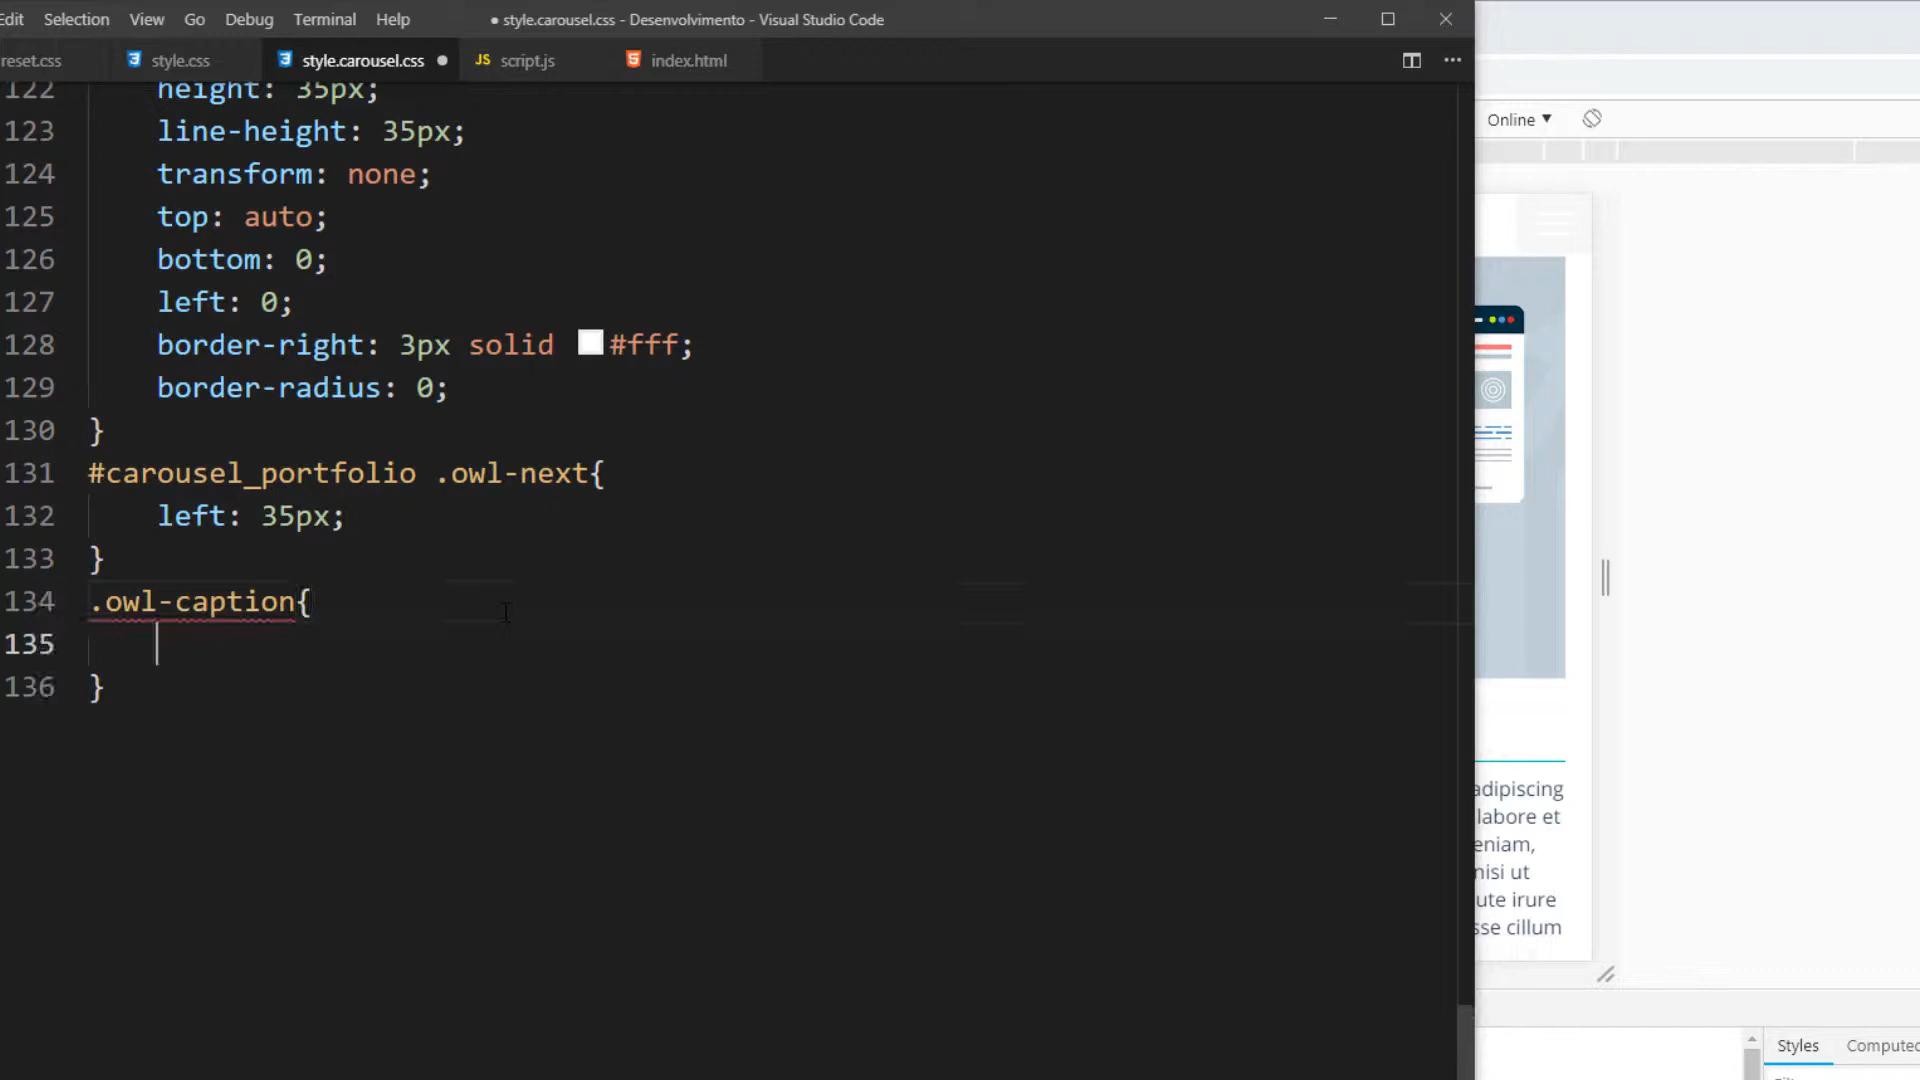 Edit Selection View Go Debug Terminal Help ● style.carousel.css - Desenvolvimento - Visual Studio Code
reset.css style.css style.carousel.css ● JS script.js index.html ...
122 height: 35px;
123 line-height: 35px;
124 transform: none;
125 top: auto;
126 bottom: 0;
127 left: 0;
128 border-right: 3px solid #fff;
129 border-radius: 0;
130 }
131 #carousel_portfolio .owl-next{
132 left: 35px;
133 }
134 .owl-caption{
135
136 }
Online ▼
adipiscing
labore et
eniam,
nisi ut
ute irure
sse cillum
Styles Computed